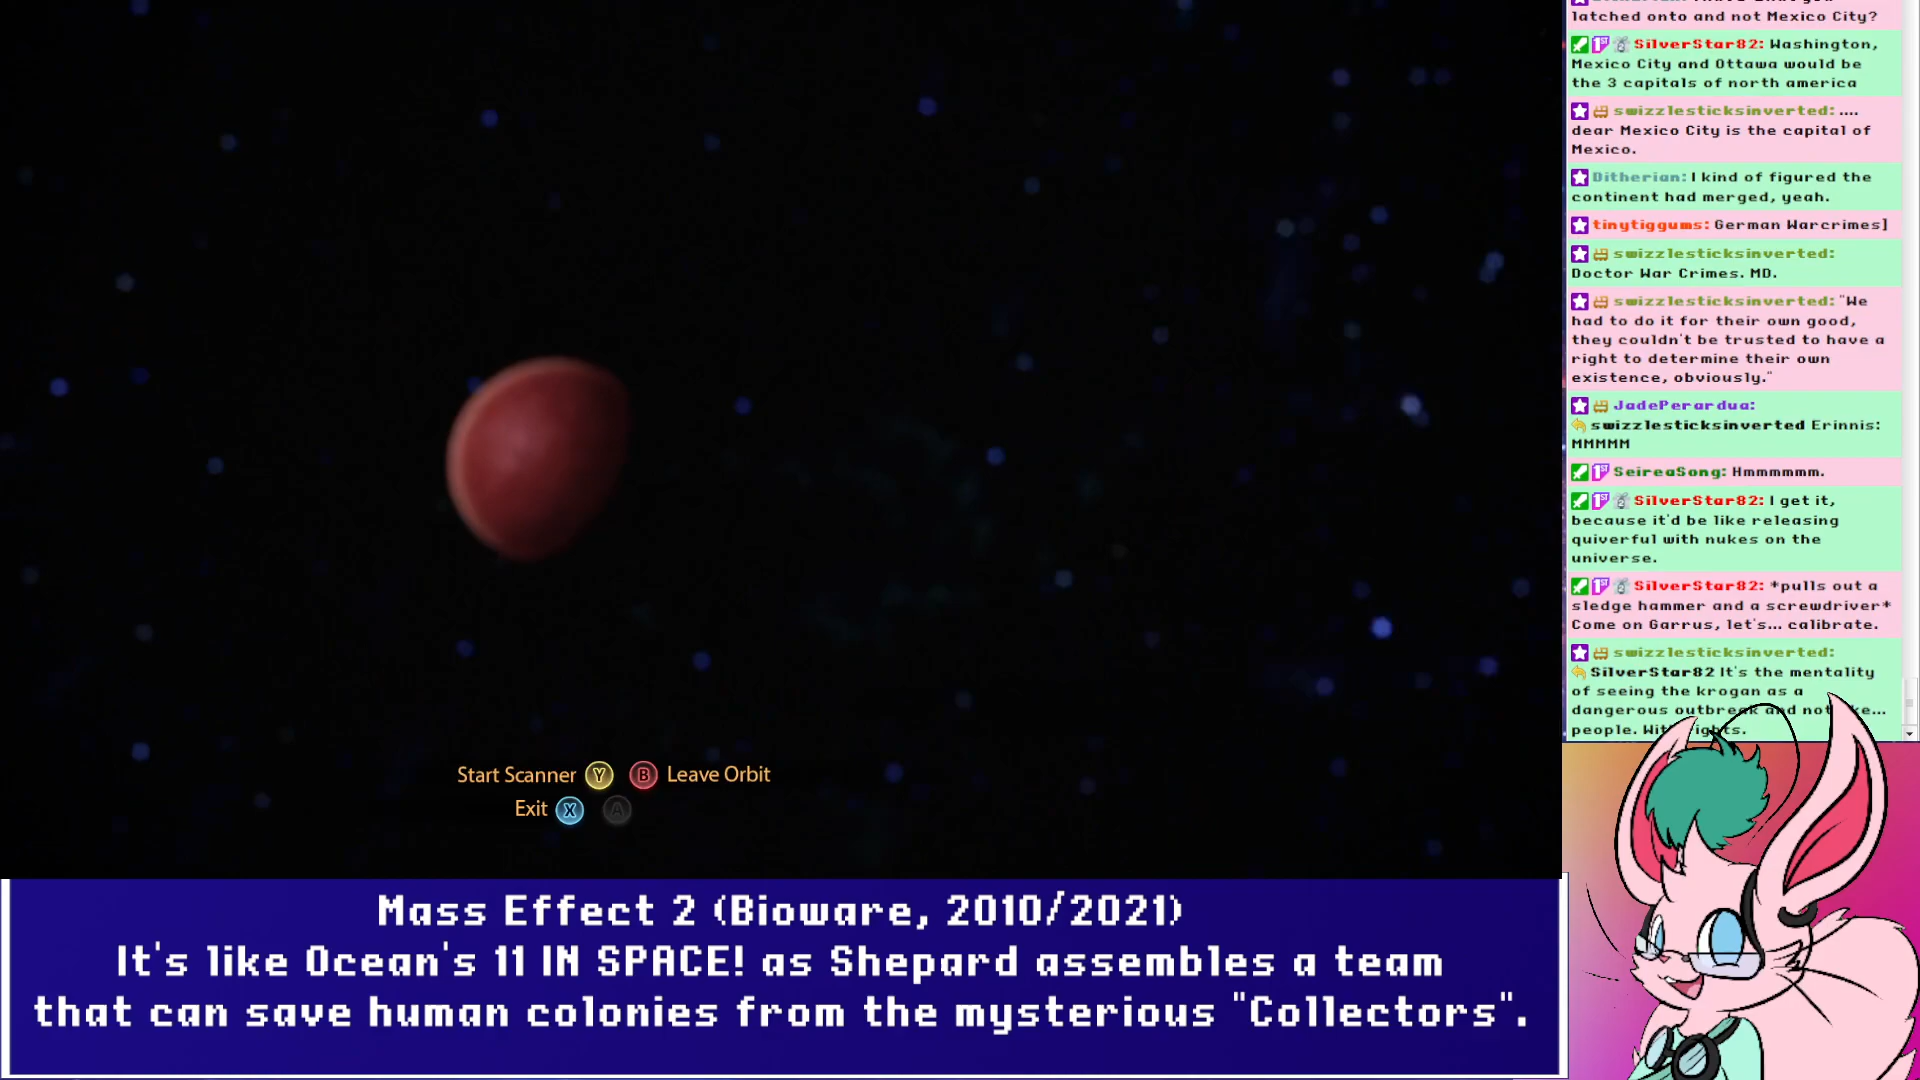 Start Scanner Y B Leave Orbit
Exit X A
Mass Effect 2 (Bioware, 2010/2021)
It's like Ocean's 11 IN SPACE! as Shepard assembles a team
that can save human colonies from the mysterious "Collectors".
latched onto and not Mexico City?
SilverStar82: Washington,
Mexico City and Ottawa would be
the 3 capitals of north america
swizzlesticksinverted: ....
dear Mexico City is the capital of
Mexico.
Ditherian: I kind of figured the
continent had merged, yeah.
tinytiggums: German Warcrimes]
swizzlesticksinverted:
Doctor War Crimes. MD.
swizzlesticksinverted: "We
had to do it for their own good,
they couldn't be trusted to have a
right to determine their own
existence, obviously."
JadePerardua:
swizzlesticksinverted Erinnis:
MMMMM
SeireaSong: Hmmmmmm.
SilverStar82: I get it,
because it'd be like releasing
quiverful with nukes on the
universe.
SilverStar82: *pulls out a
sledge hammer and a screwdriver*
Come on Garrus, let's... calibrate.
swizzlesticksinverted:
SilverStar82 It's the mentality
of seeing the krogan as a
dangerous outbreak and not
people.